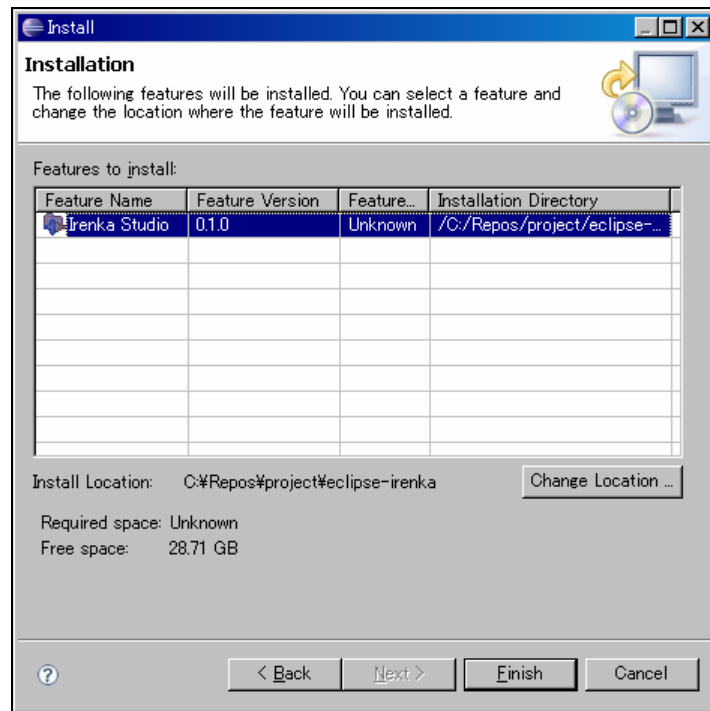 Install
Installation
The following features will be installed. You can select a feature and
change the location where the feature will be installed.
Features to install:
Feature Name Feature Version Feature... Installation Directory
Irenka Studio 0.1.0 Unknown /C:/Repos/project/eclipse-...
Install Location: C:¥Repos¥project¥eclipse-irenka Change Location ...
Required space: Unknown
Free space: 28.71 GB
? < Back Next > Finish Cancel